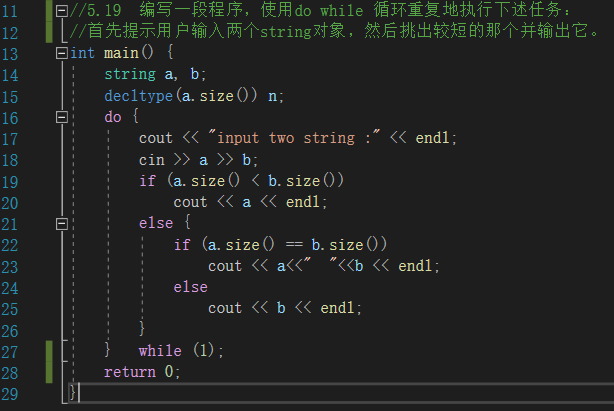 11 //5.19 编写一段程序，使用do while 循环重复地执行下述任务：
12 //首先提示用户输入两个string对象，然后挑出较短的那个并输出它。
13 int main() {
14 string a, b;
15 decltype(a.size()) n;
16 do {
17 cout << "input two string :" << endl;
18 cin >> a >> b;
19 if (a.size() < b.size())
20 cout << a << endl;
21 else {
22 if (a.size() == b.size())
23 cout << a<<"  "<<b << endl;
24 else
25 cout << b << endl;
26 }
27 } while (1);
28 return 0;
29 }